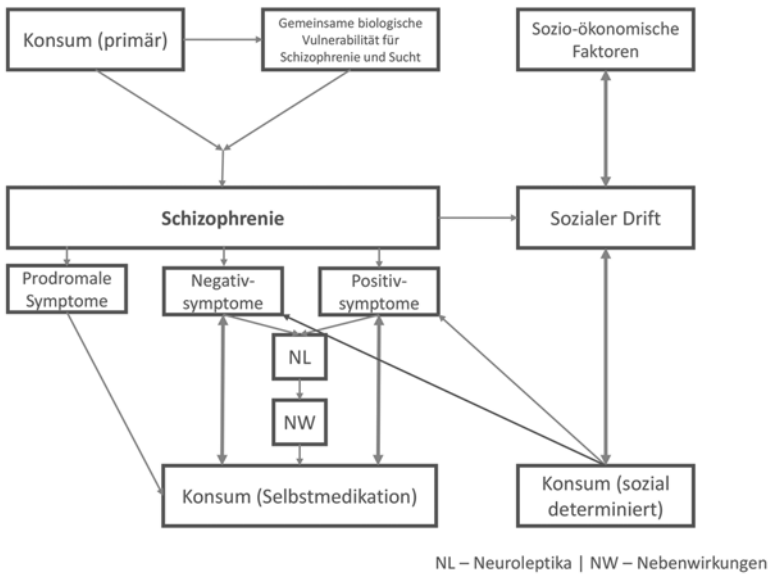 Konsum (primär)
Gemeinsame biologische
Vulnerabilität für
Schizophrenie und Sucht
Sozio-ökonomische
Faktoren
Schizophrenie
Sozialer Drift
Prodromale
Symptome
Negativ-
symptome
Positiv-
symptome
NL
NW
Konsum (Selbstmedikation)
Konsum (sozial
determiniert)
NL – Neuroleptika | NW – Nebenwirkungen